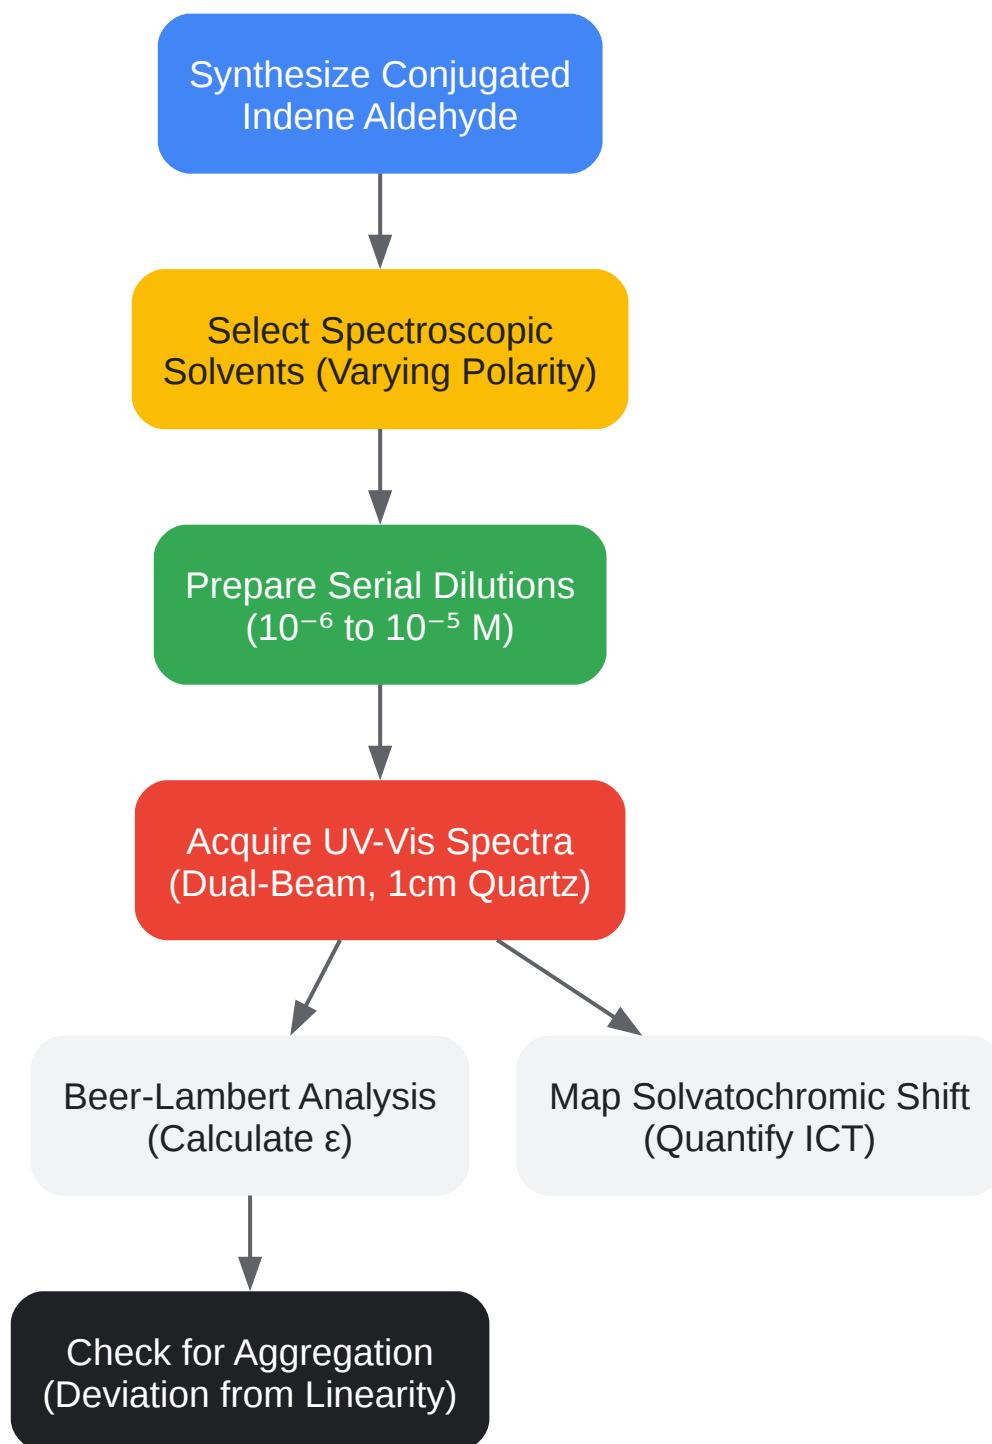 Synthesize Conjugated
Indene Aldehyde
Select Spectroscopic
Solvents (Varying Polarity)
Prepare Serial Dilutions
(10⁻⁶ to 10⁻⁵ M)
Acquire UV-Vis Spectra
(Dual-Beam, 1cm Quartz)
Beer-Lambert Analysis
(Calculate ε)
Map Solvatochromic Shift
(Quantify ICT)
Check for Aggregation
(Deviation from Linearity)